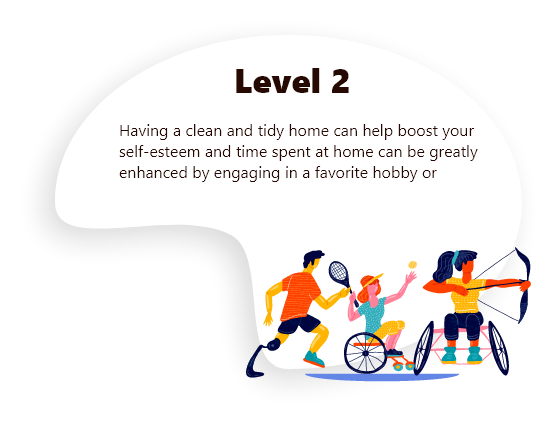 Level 2
Having a clean and tidy home can help boost your
self-esteem and time spent at home can be greatly
enhanced by engaging in a favorite hobby or